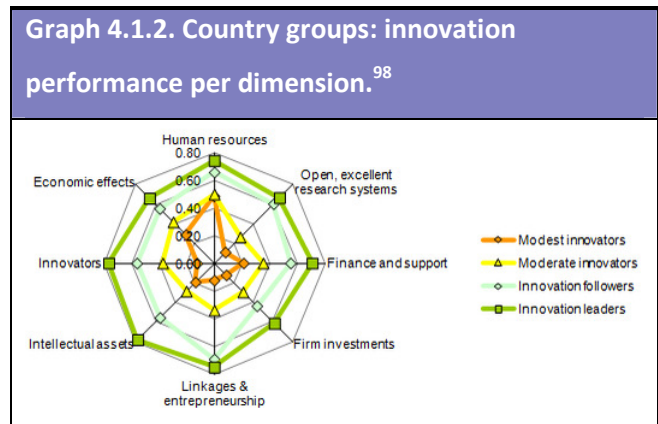 Graph 4.1.2. Country groups: innovation
performance per dimension.98
Human resources
0.80
0.60
0.40
0.20
0.00
Open, excellent
research systems
Finance and support
Firm investments
Linkages &
entrepreneurship
Intellectual assets
Innovators
Economic effects
Modest innovators
Moderate innovators
Innovation followers
Innovation leaders